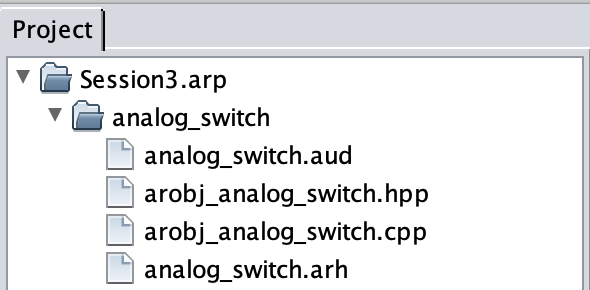 Project
Session3.arp
analog_switch
analog_switch.aud
arobj_analog_switch.hpp
arobj_analog_switch.cpp
analog_switch.arh